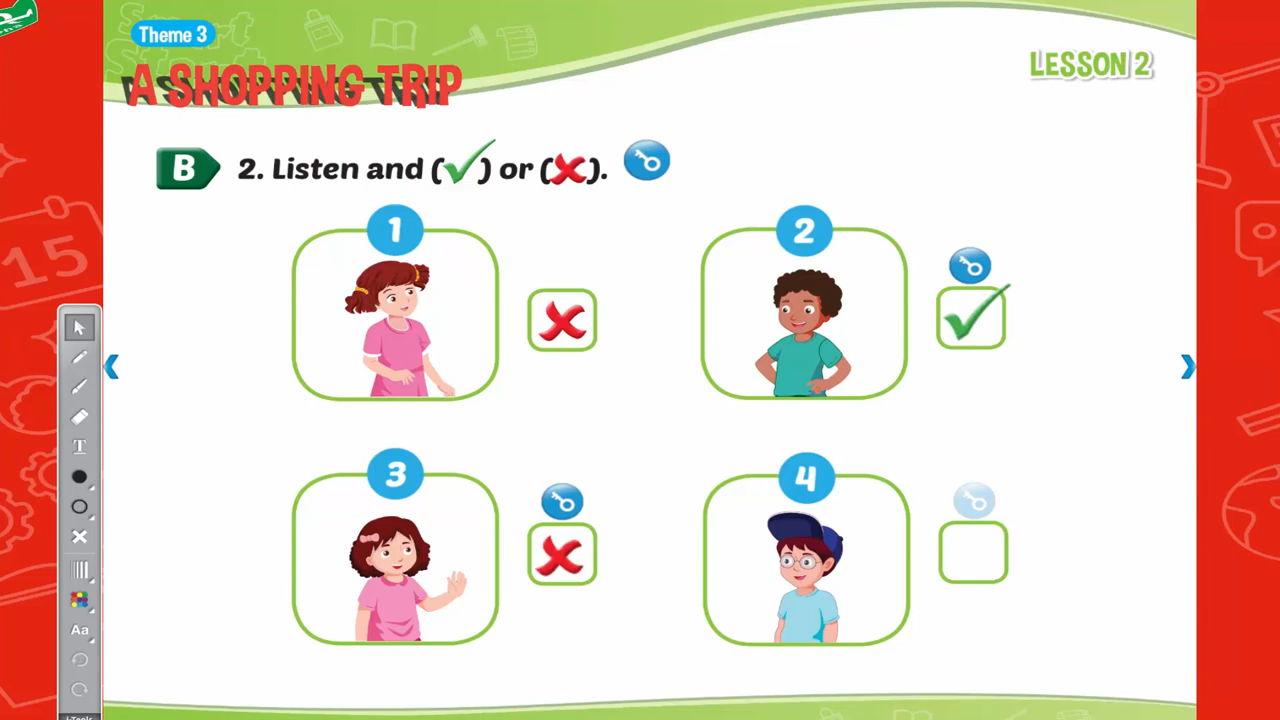 Theme 3
A SHOPPING TRIP
LESSON 2
B 2. Listen and (✓) or (✗).
1
2
3
4
15
T
Aa